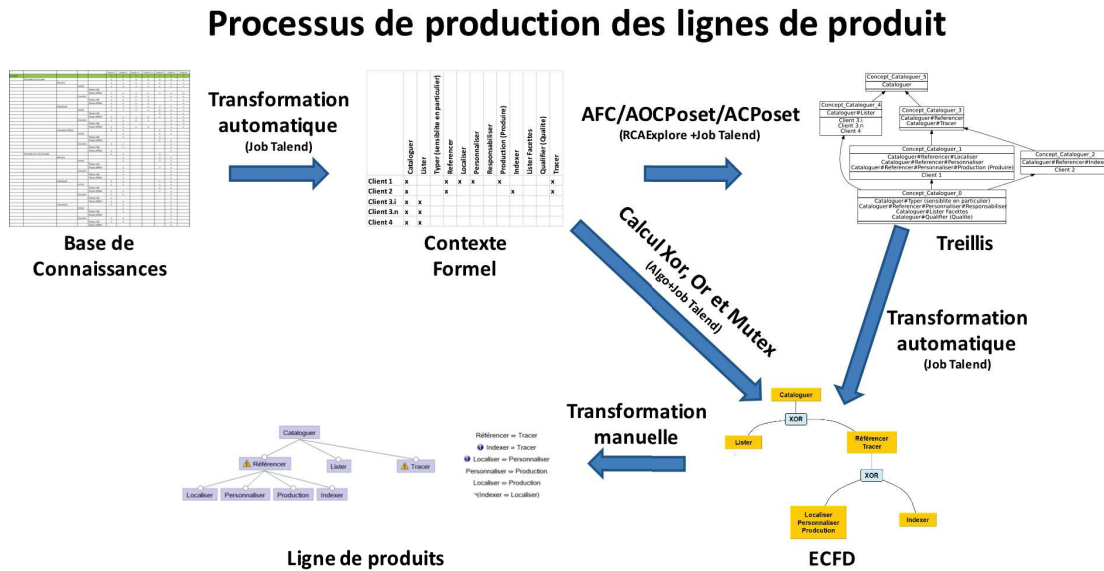 Processus de production des lignes de produit
Transformation
automatique
(Job Talend)
Base de
Connaissances
Cataloguer
Lister
Typer (sensiblite en particulier)
Referencer
Localiser
Personnaliser
Responsabiliser
Production (Produire)
Indexer
Lister Facettes
Qualifier (Qualite)
Tracer
Client 1 x x x x x x
Client 2 x x x x
Client 3.i x x
Client 3.n x x
Client 4 x x
Contexte
Formel
AFC/AOCPoset/ACPoset
(RCAExplore +Job Talend)
Concept_Cataloguer_5
Cataloguer
Concept_Cataloguer_4
Cataloguer#Lister
Client 3.i
Client 3.n
Client 4
Concept_Cataloguer_3
Cataloguer#Referencer
Cataloguer#Tracer
Concept_Cataloguer_1
Cataloguer#Referencer#Localiser
Cataloguer#Referencer#Personnaliser
Cataloguer#Referencer#Personnaliser#Production (Produire)
Client 1
Concept_Cataloguer_2
Cataloguer#Referencer#Indexer
Client 2
Concept_Cataloguer_0
Cataloguer#Typer (sensiblite en particulier)
Cataloguer#Referencer#Personnaliser#Responsabiliser
Cataloguer#Lister Facettes
Cataloguer#Qualifier (Qualite)
Treillis
Calcul Xor, Or et Mutex
(Algo+Job Talend)
Transformation
automatique
(Job Talend)
Cataloguer
XOR
Lister
Référencer
Tracer
XOR
Localiser
Personnaliser
Prodcution
Indexer
ECFD
Transformation
manuelle
Cataloguer
Référencer
Lister
Tracer
Localiser
Personnaliser
Production
Indexer
Référencer ⇔ Tracer
Indexer ⇒ Tracer
Localiser ⇔ Personnaliser
Personnaliser ⇔ Production
Localiser ⇔ Production
¬(Indexer ⇔ Localiser)
Ligne de produits